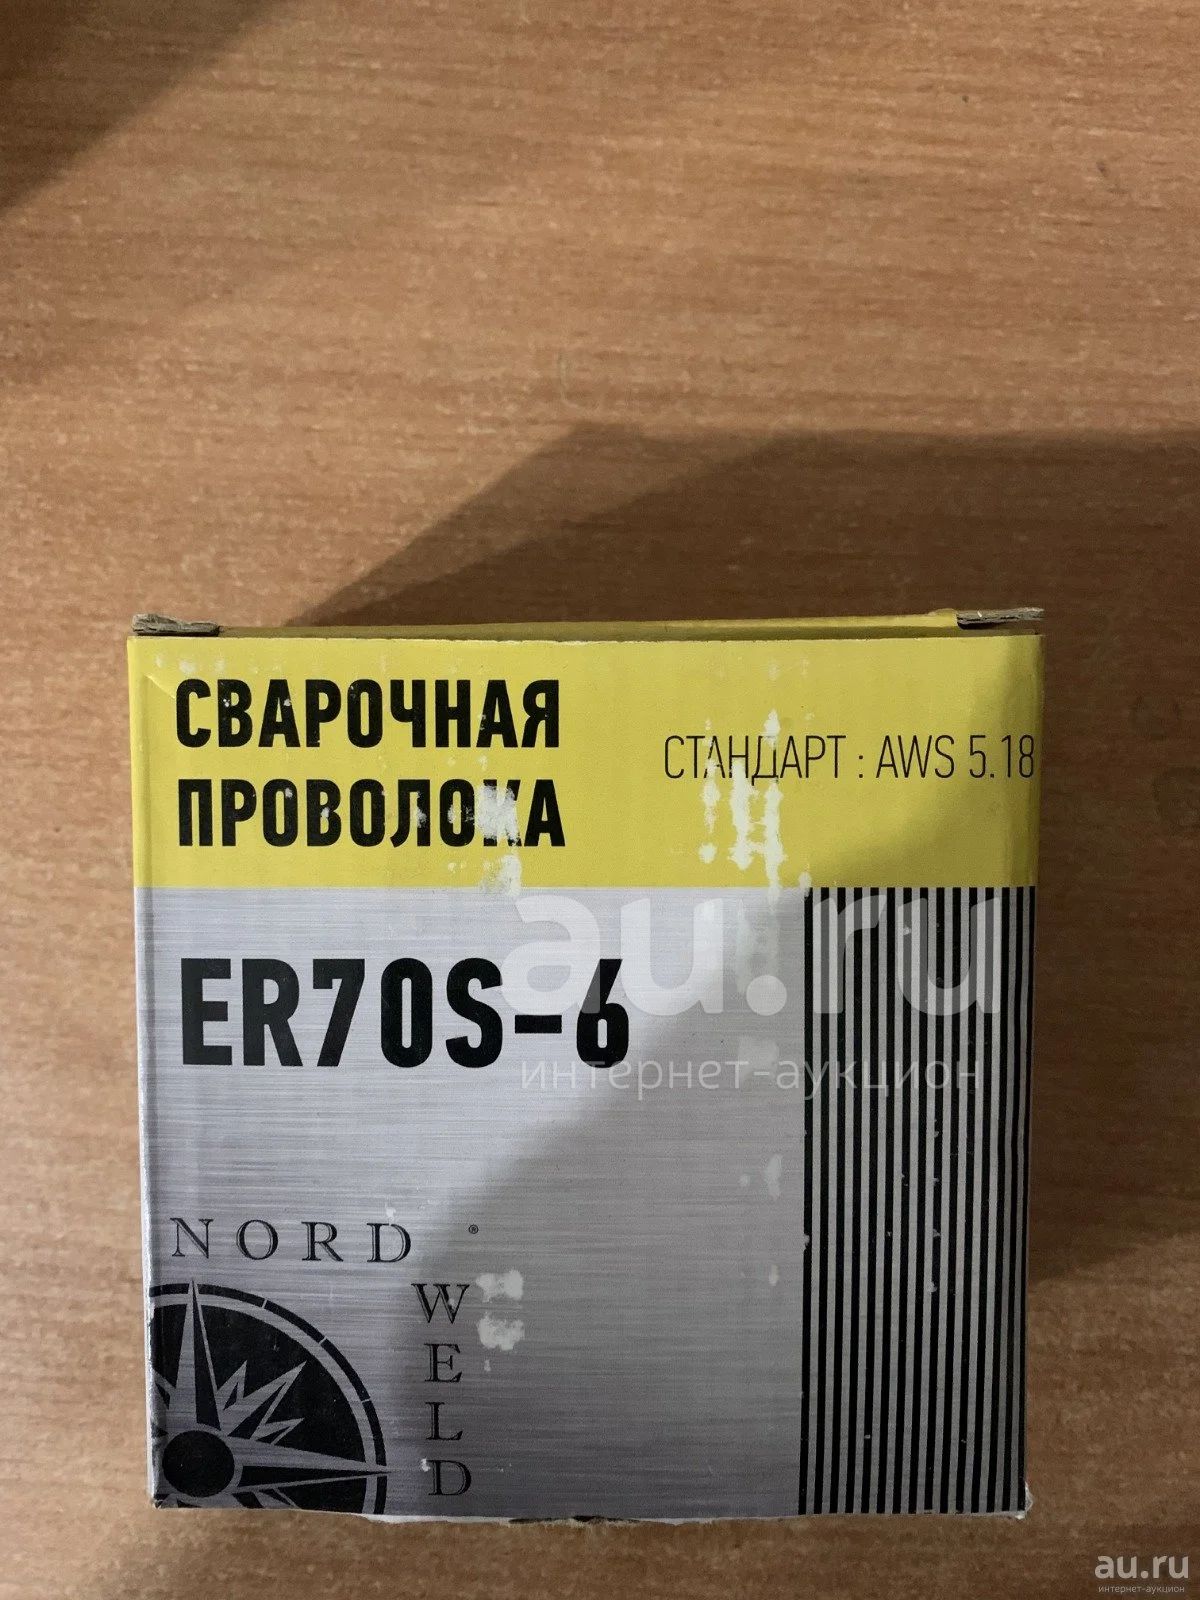 СВАРОЧНАЯ
ПРОВОЛОКА
СТАНДАРТ : AWS 5.18
ER70S-6
au.ru
интернет-аукцион
NORD ®
WELD
au.ru
интернет-аукцион